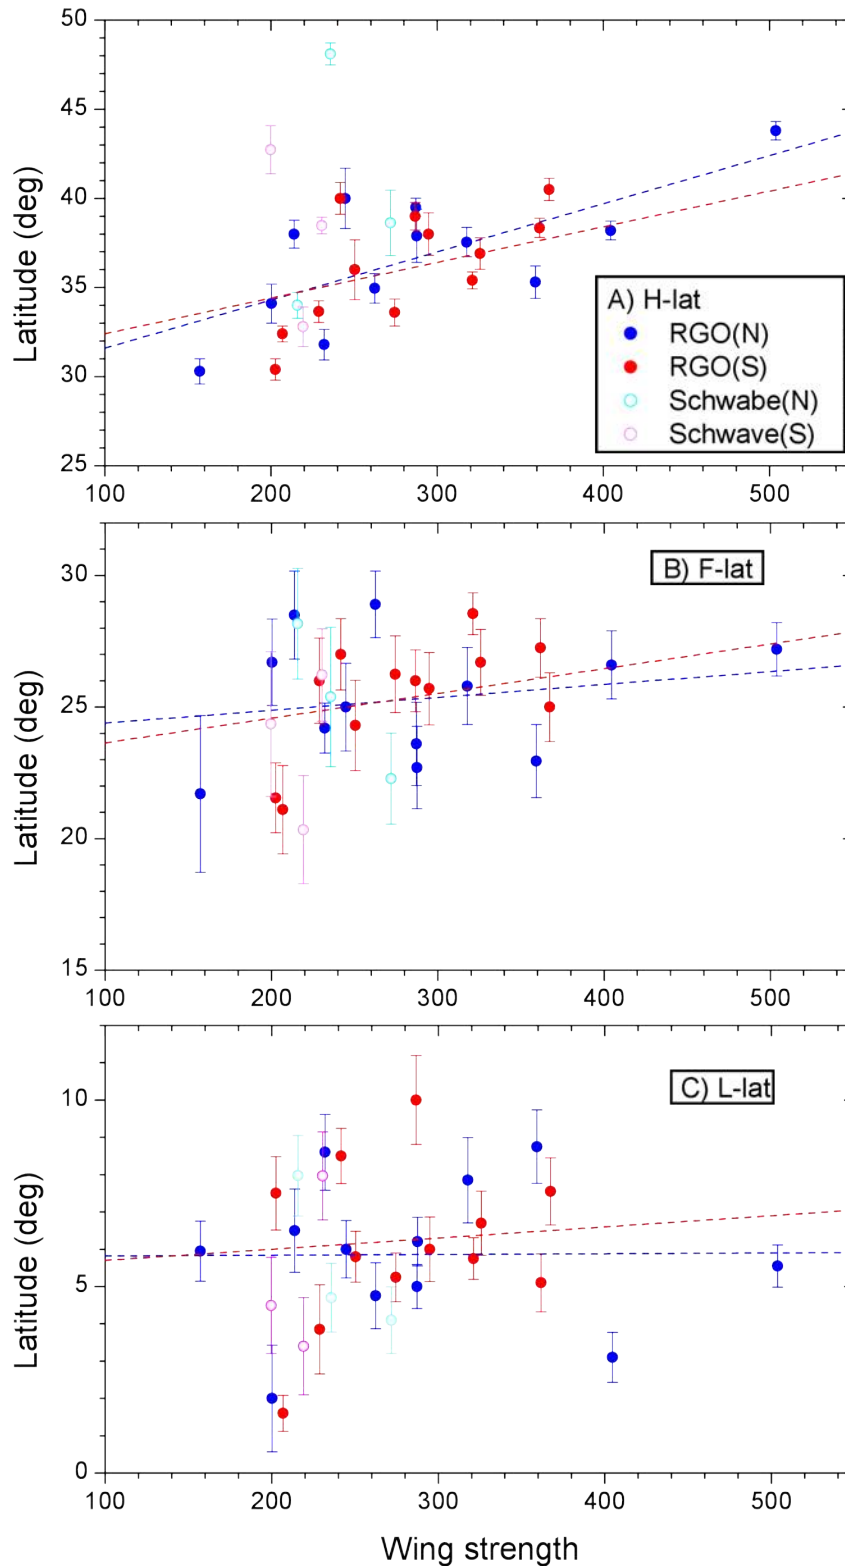 50
45
40
35
30
25
Latitude (deg)
A) H-lat
RGO(N)
RGO(S)
Schwabe(N)
Schwave(S)
100 200 300 400 500
B) F-lat
30
25
20
15
Latitude (deg)
100 200 300 400 500
C) L-lat
10
5
0
Latitude (deg)
100 200 300 400 500
Wing strength